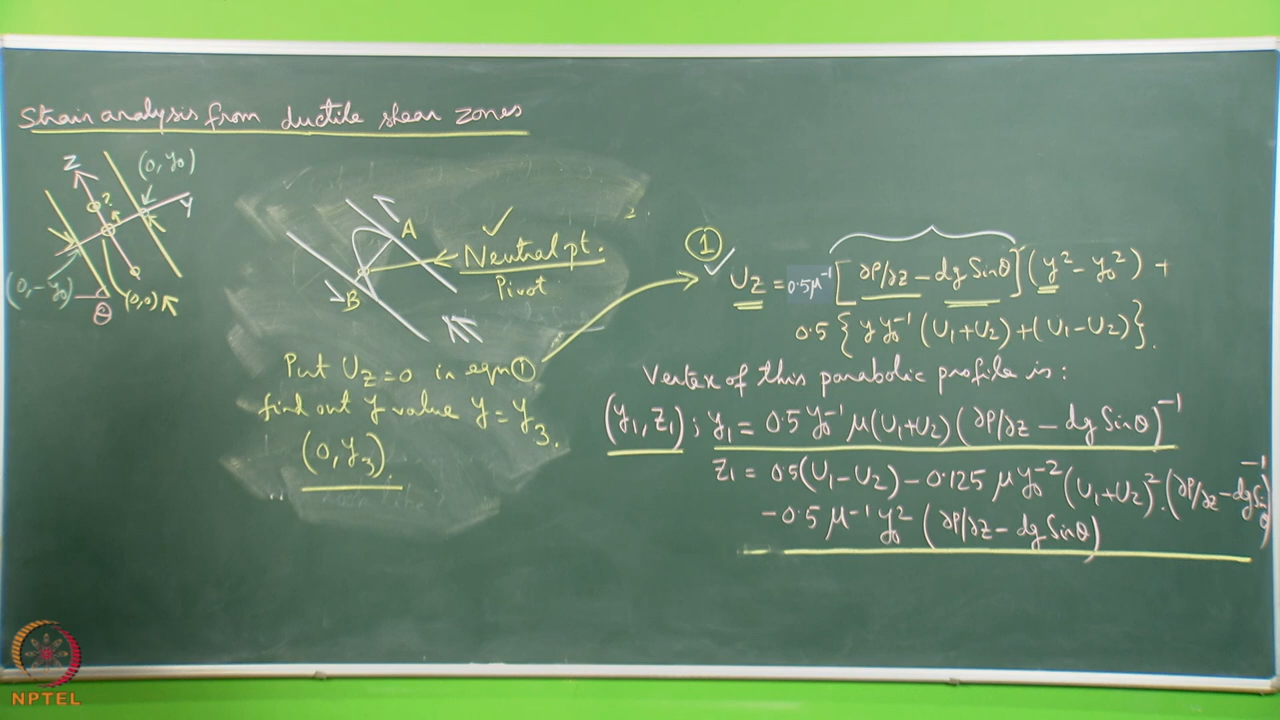 Strain analysis from ductile shear zones
Z
(0, y₀)
?
Y
(0, -y₀)
(0,0)
θ
A
B
Neutral pt.
Pivot
2.
Put U_Z = 0 in eqn ①
find out y value y = y₃.
(0, y₃).
①
U_Z = 0.5μ⁻¹ [∂P/∂Z - dg Sinθ] (y² - y₀²) +
0.5 {y y₀⁻¹ (U₁+U₂) + (U₁-U₂)}.
Vertex of this parabolic profile is:
(y₁, Z₁) ; y₁ = 0.5 y₀⁻¹ μ(U₁+U₂) (∂P/∂Z - dg Sinθ)⁻¹
Z₁ = 0.5(U₁-U₂) - 0.125 μ y₀⁻² (U₁+U₂)². (∂P/∂Z - dg Sinθ)⁻¹
- 0.5 μ⁻¹ y₀² (∂P/∂Z - dg Sinθ)
NPTEL